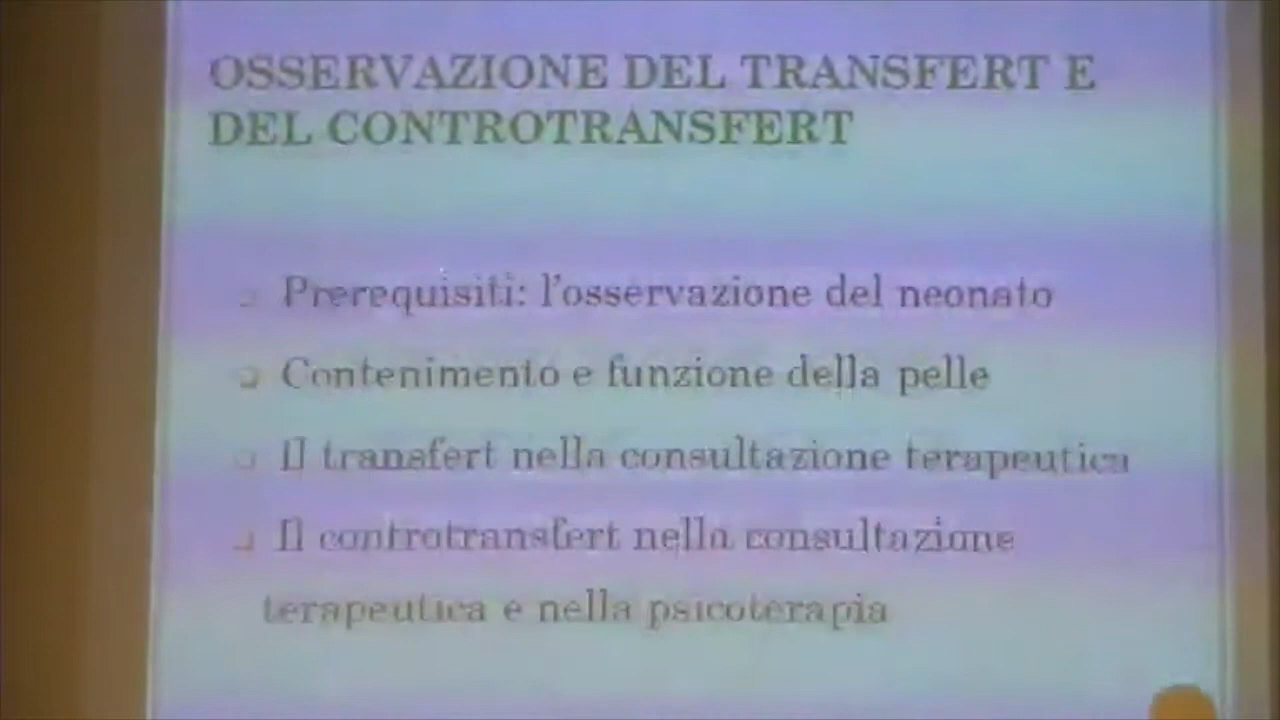 OSSERVAZIONE DEL TRANSFERT E
DEL CONTROTRANSFERT
Prerequisiti: l'osservazione del neonato
Contenimento e funzione della pelle
Il transfert nella consultazione terapeutica
Il controtransfert nella consultazione
terapeutica e nella psicoterapia